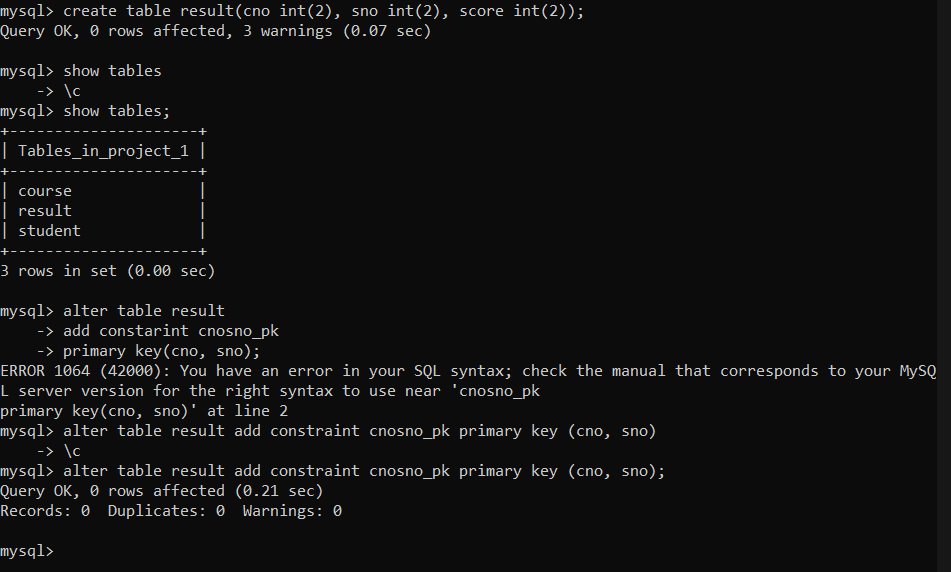 mysql> create table result(cno int(2), sno int(2), score int(2));
Query OK, 0 rows affected, 3 warnings (0.07 sec)
mysql> show tables
    -> \c
mysql> show tables;
+---------------------+
| Tables_in_project_1 |
+---------------------+
| course              |
| result              |
| student             |
+---------------------+
3 rows in set (0.00 sec)
mysql> alter table result
    -> add constarint cnosno_pk
    -> primary key(cno, sno);
ERROR 1064 (42000): You have an error in your SQL syntax; check the manual that corresponds to your MySQ
L server version for the right syntax to use near 'cnosno_pk
primary key(cno, sno)' at line 2
mysql> alter table result add constraint cnosno_pk primary key (cno, sno)
    -> \c
mysql> alter table result add constraint cnosno_pk primary key (cno, sno);
Query OK, 0 rows affected (0.21 sec)
Records: 0  Duplicates: 0  Warnings: 0
mysql>